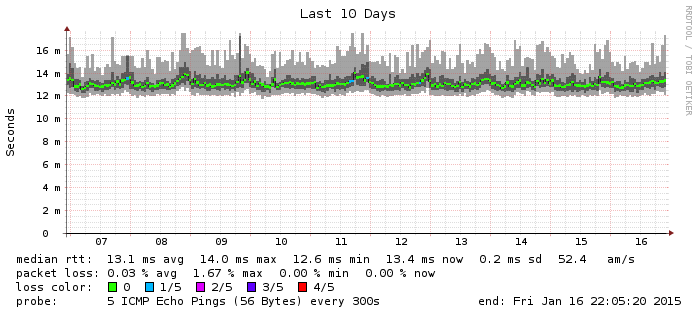 Last 10 Days
RRDTOOL / TOBI OETIKER
Seconds
16 m
14 m
12 m
10 m
8 m
6 m
4 m
2 m
0
07 08 09 10 11 12 13 14 15 16
median rtt: 13.1 ms avg 14.0 ms max 12.6 ms min 13.4 ms now 0.2 ms sd 52.4 am/s
packet loss: 0.03 % avg 1.67 % max 0.00 % min 0.00 % now
loss color: 0 1/5 2/5 3/5 4/5
probe: 5 ICMP Echo Pings (56 Bytes) every 300s end: Fri Jan 16 22:05:20 2015